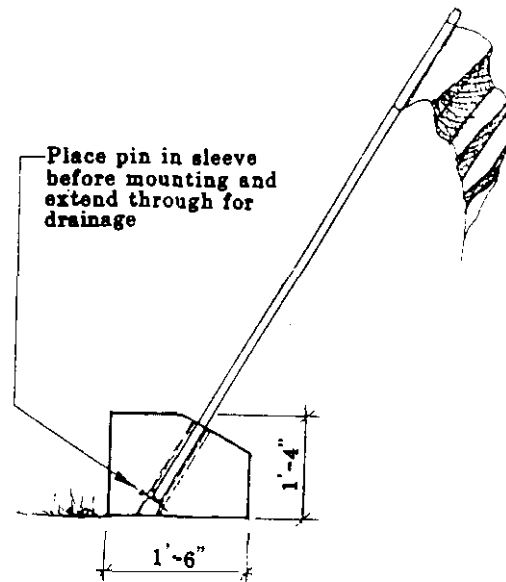 Place pin in sleeve
before mounting and
extend through for
drainage
1'-4"
1'-6"